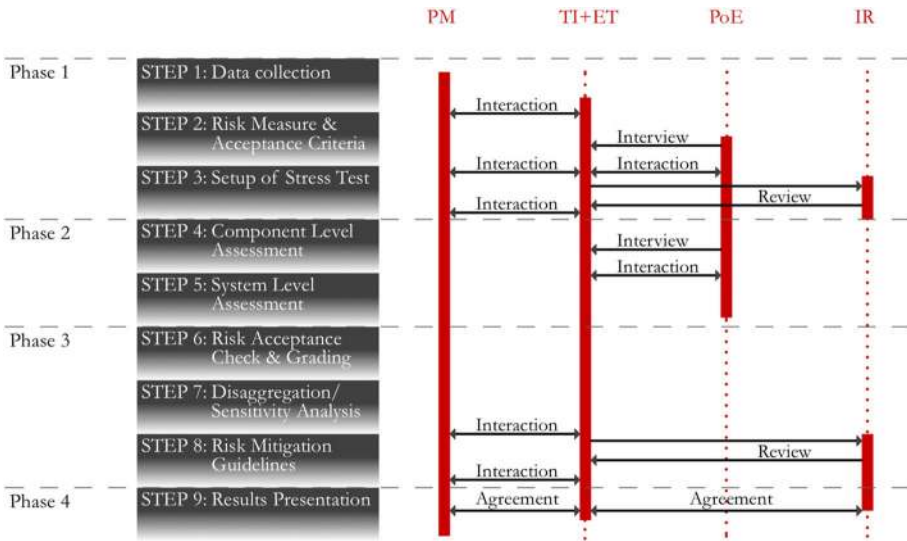 PM TI+ET PoE IR
Phase 1
STEP 1: Data collection
Interaction
STEP 2: Risk Measure &
Acceptance Criteria
Interview
Interaction Interaction
STEP 3: Setup of Stress Test
Review
Interaction
Phase 2
STEP 4: Component Level
Assessment
Interview
Interaction
STEP 5: System Level
Assessment
Phase 3
STEP 6: Risk Acceptance
Check & Grading
STEP 7: Disaggregation/
Sensitivity Analysis
Interaction
STEP 8: Risk Mitigation
Guidelines
Review
Interaction
Phase 4
STEP 9: Results Presentation
Agreement Agreement